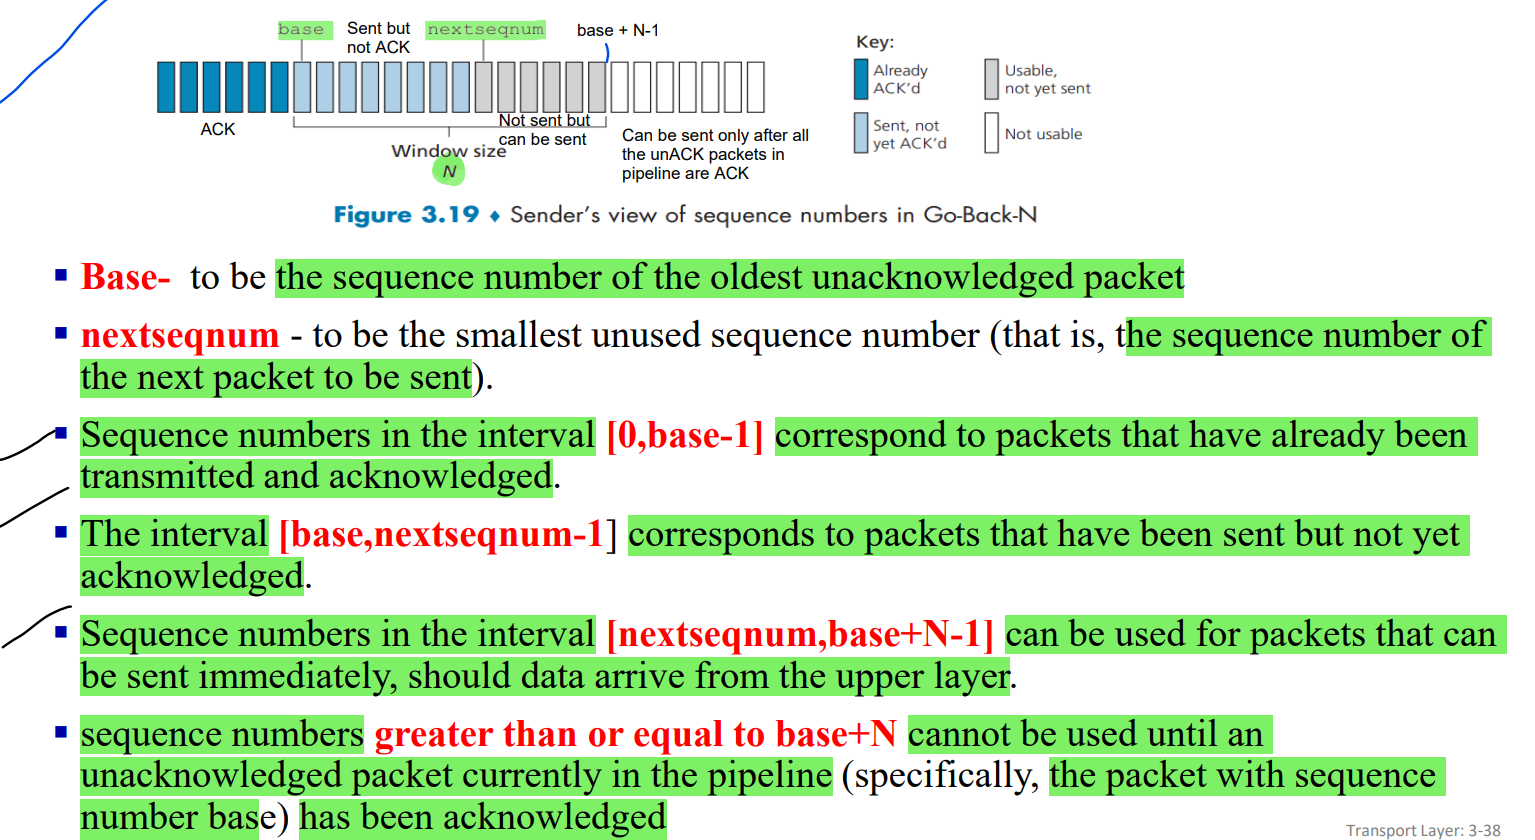 base
Sent but
not ACK
nextseqnum
base + N-1
Key:
Already
ACK'd
Usable,
not yet sent
Sent, not
yet ACK'd
Not usable
ACK
Not sent but
can be sent
Window size
N
Can be sent only after all
the unACK packets in
pipeline are ACK
Figure 3.19 ♦ Sender's view of sequence numbers in Go-Back-N
▪ Base- to be the sequence number of the oldest unacknowledged packet
▪ nextseqnum - to be the smallest unused sequence number (that is, the sequence number of
the next packet to be sent).
▪ Sequence numbers in the interval [0,base-1] correspond to packets that have already been
transmitted and acknowledged.
▪ The interval [base,nextseqnum-1] corresponds to packets that have been sent but not yet
acknowledged.
▪ Sequence numbers in the interval [nextseqnum,base+N-1] can be used for packets that can
be sent immediately, should data arrive from the upper layer.
▪ sequence numbers greater than or equal to base+N cannot be used until an
unacknowledged packet currently in the pipeline (specifically, the packet with sequence
number base) has been acknowledged
Transport Layer: 3-38